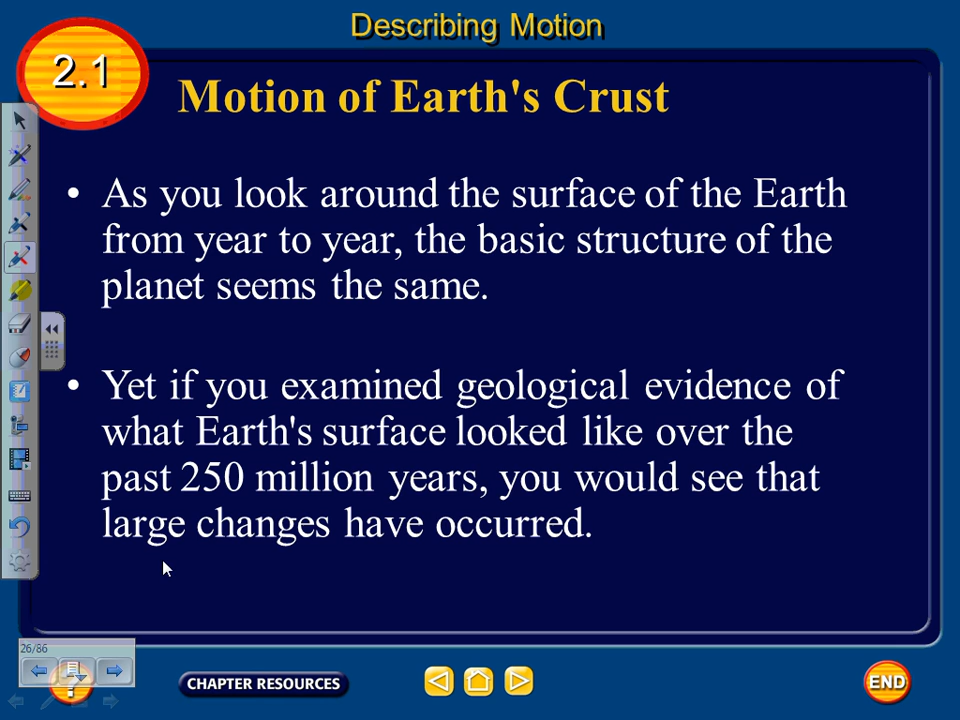 Describing Motion
2.1
Motion of Earth's Crust
• As you look around the surface of the Earth
from year to year, the basic structure of the
planet seems the same.
• Yet if you examined geological evidence of
what Earth's surface looked like over the
past 250 million years, you would see that
large changes have occurred.
26/86
?
CHAPTER RESOURCES
END